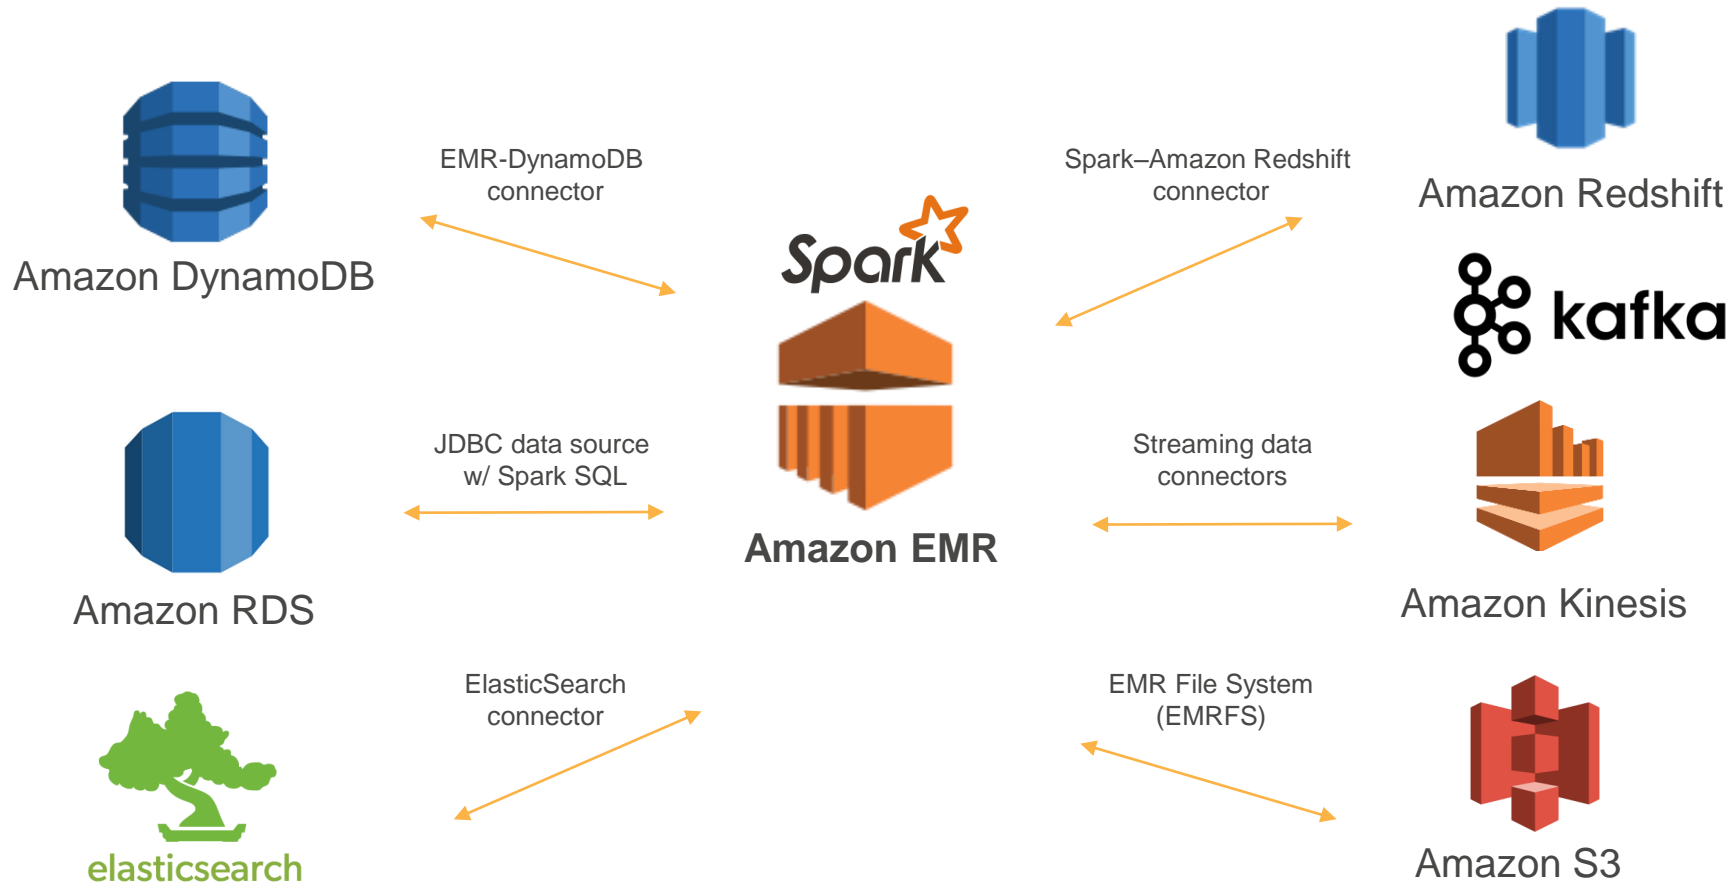 EMR-DynamoDB
connector
Amazon DynamoDB
Spark–Amazon Redshift
connector
Amazon Redshift
Spark
kafka
JDBC data source
w/ Spark SQL
Amazon RDS
Amazon EMR
Streaming data
connectors
Amazon Kinesis
ElasticSearch
connector
elasticsearch
EMR File System
(EMRFS)
Amazon S3